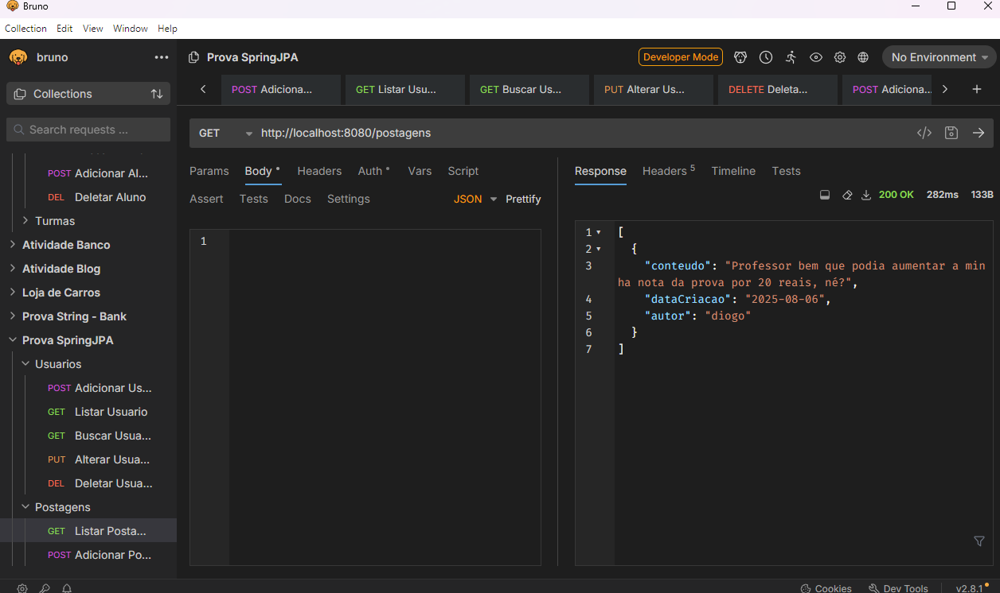 Bruno
Collection Edit View Window Help
bruno
Prova SpringJPA
Developer Mode
No Environment
Collections
POST Adiciona...
GET Listar Usu...
GET Buscar Us...
PUT Alterar Us...
DELETE Deleta...
POST Adiciona...
Search requests ...
GET
http://localhost:8080/postagens
POST Adicionar Al...
DEL Deletar Aluno
Turmas
Atividade Banco
Atividade Blog
Loja de Carros
Prova String - Bank
Prova SpringJPA
Usuarios
POST Adicionar Us...
GET Listar Usuario
GET Buscar Usua...
PUT Alterar Usua...
DEL Deletar Usua...
Postagens
GET Listar Posta...
POST Adicionar Po...
Params Body Headers Auth Vars Script
Assert Tests Docs Settings
JSON Prettify
1
Response Headers 5 Timeline Tests
200 OK 282ms 133B
1 [
2 {
3 "conteudo": "Professor bem que podia aumentar a min
ha nota da prova por 20 reais, né?",
4 "dataCriacao": "2025-08-06",
5 "autor": "diogo"
6 }
7 ]
Cookies Dev Tools v2.8.1